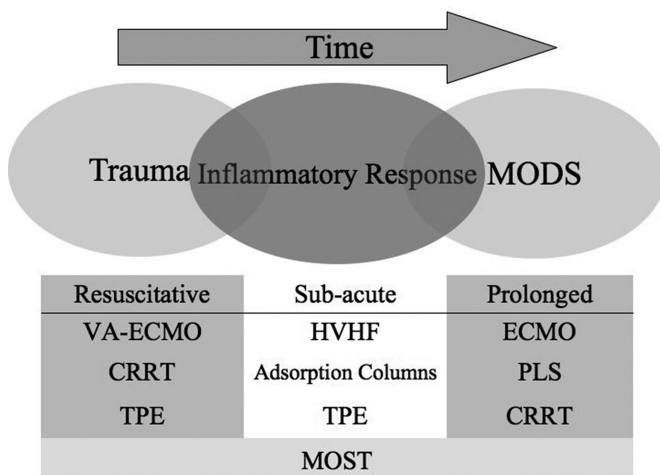 Time
Trauma Inflammatory Response MODS
Resuscitative Sub-acute Prolonged
VA-ECMO HVHF ECMO
CRRT Adsorption Columns PLS
TPE TPE CRRT
MOST